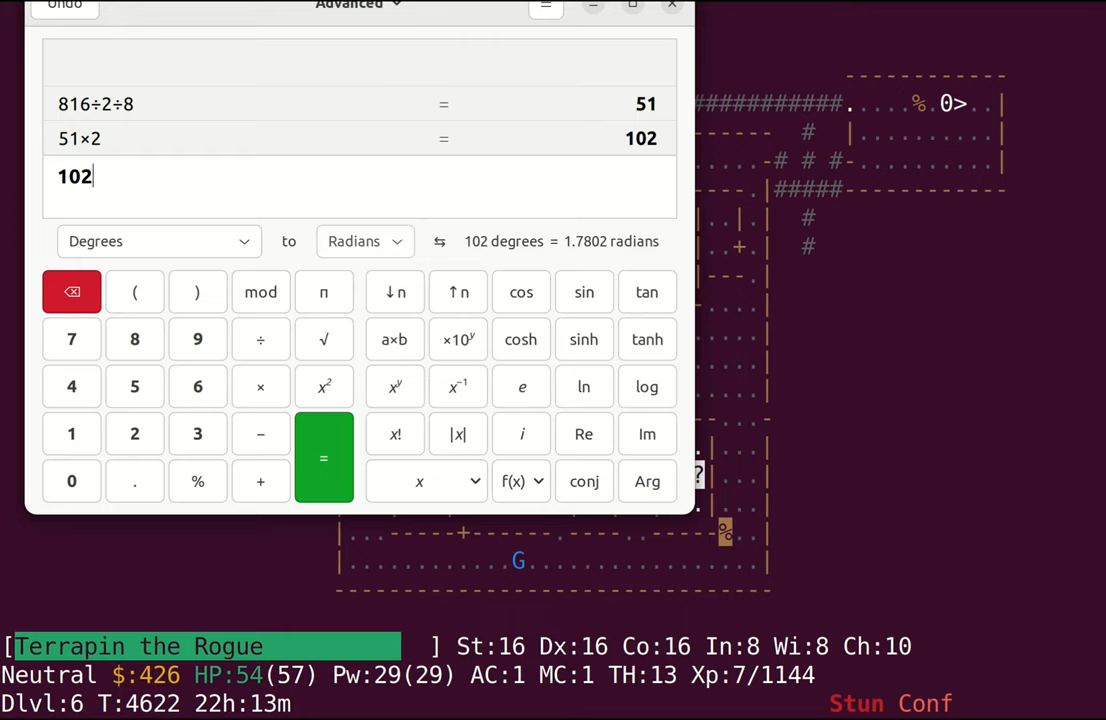 Undo Advanced
816÷2÷8 = 51
51×2 = 102
102
Degrees to Radians ⇆ 102 degrees = 1.7802 radians
⌫ ( ) mod π ↓n ↑n cos sin tan
7 8 9 ÷ √ a×b ×10ʸ cosh sinh tanh
4 5 6 × x² xʸ x⁻¹ e ln log
1 2 3 − = x! |x| i Re Im
0 . % + x f(x) conj Arg
------------
###########.....%.0>..|
------ # |..........|
....-# # #-..........|
----.|#####------------
|..|.| #
|..+.| #
|---.
|
--...-
.|...|
?|...|
.|...|
|...-----+------.------..-----%..|
|............G................|
------------------------------
[Terrapin the Rogue ] St:16 Dx:16 Co:16 In:8 Wi:8 Ch:10
Neutral $:426 HP:54(57) Pw:29(29) AC:1 MC:1 TH:13 Xp:7/1144
Dlvl:6 T:4622 22h:13m Stun Conf